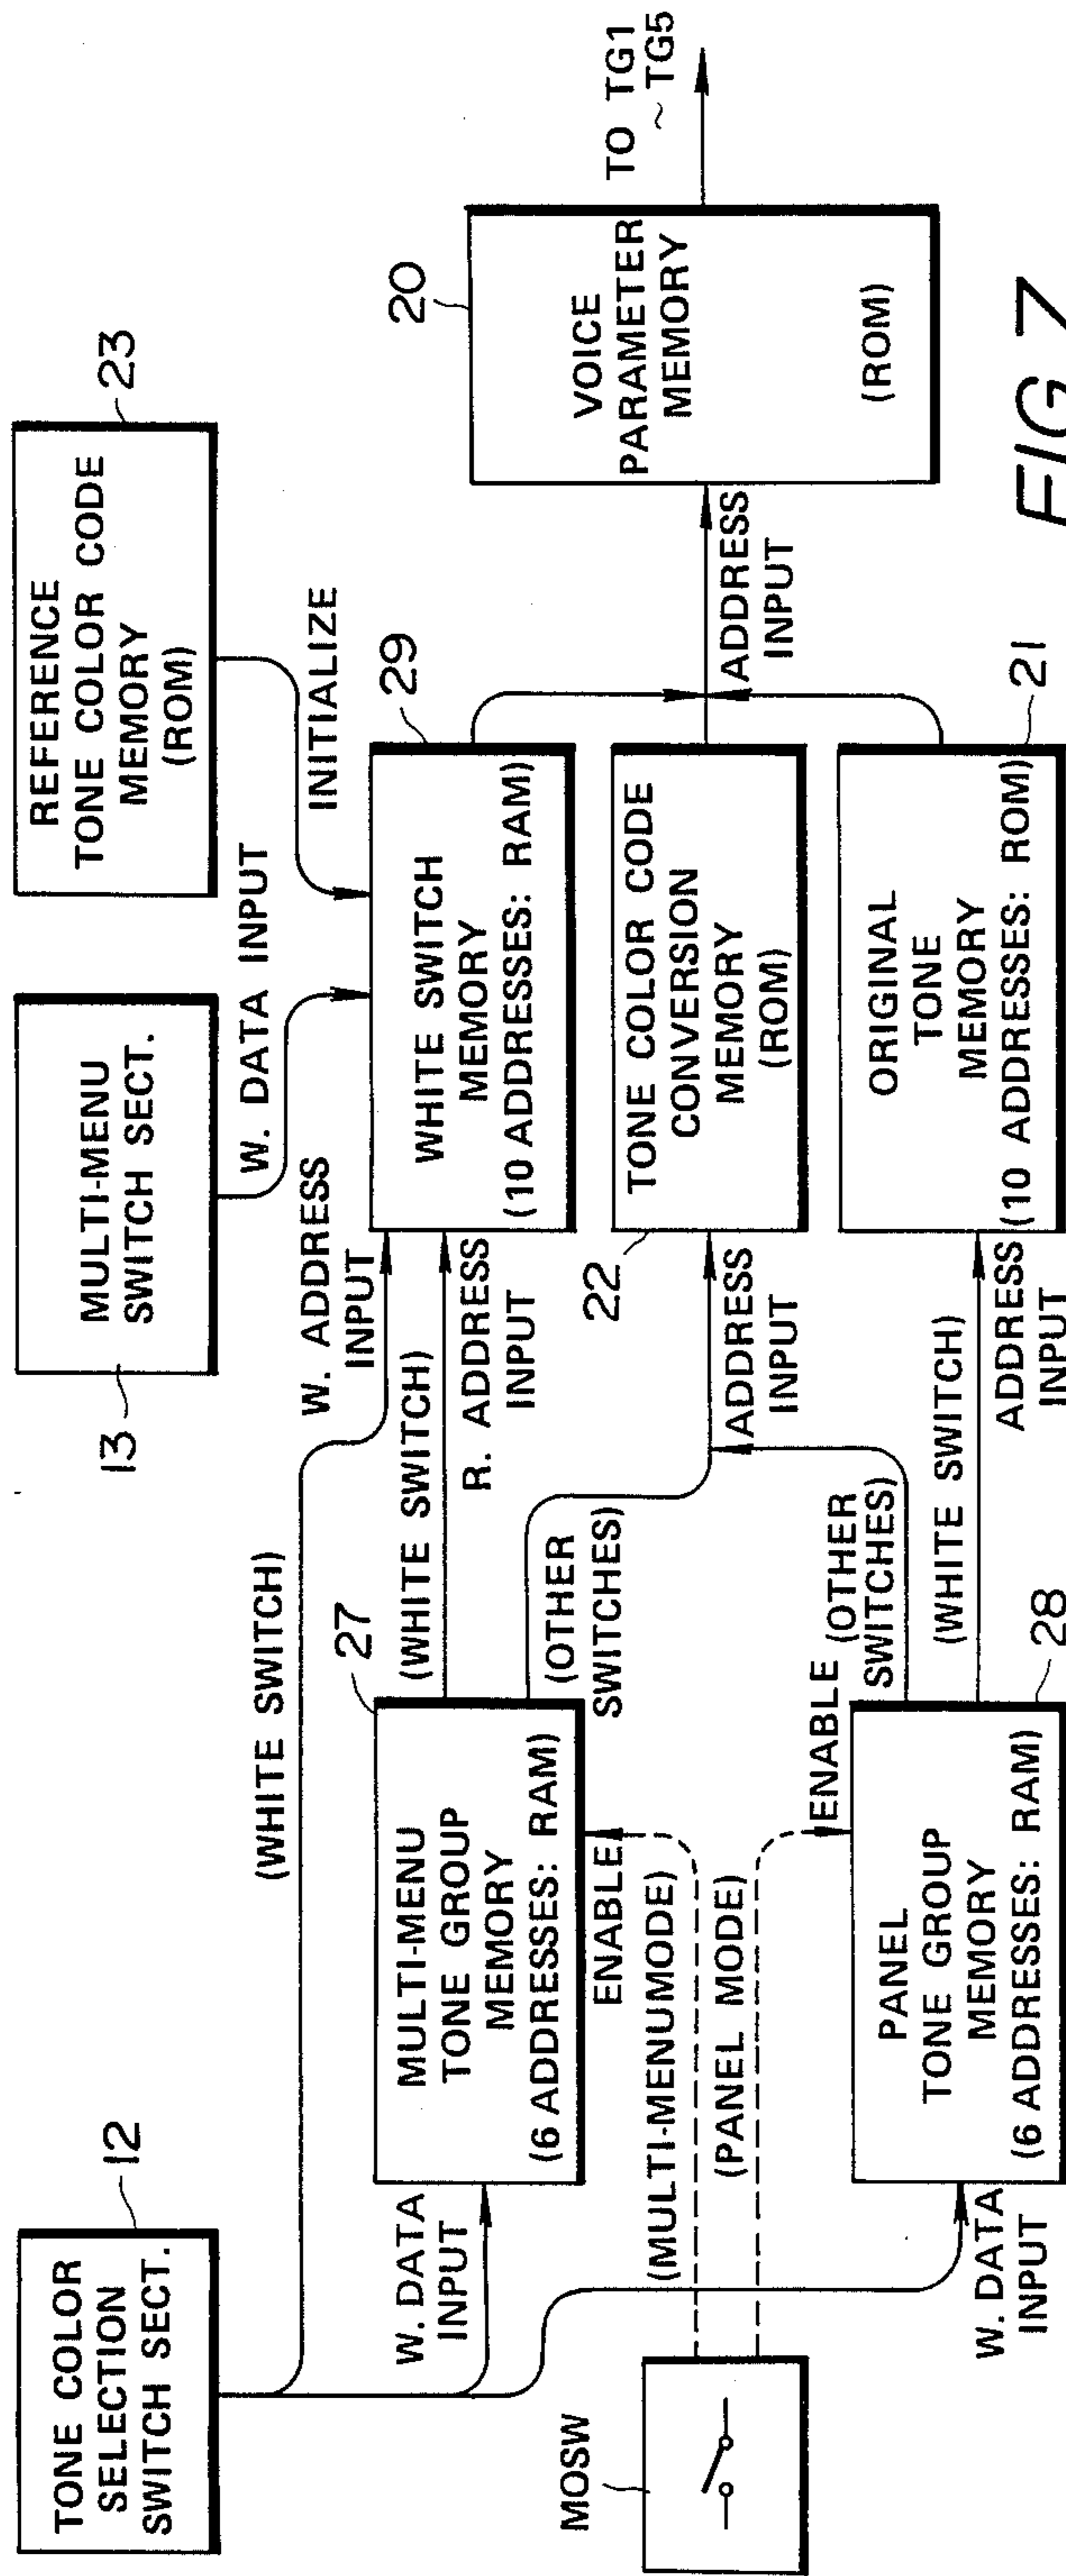 TONE COLOR
SELECTION
SWITCH SECT.
12
MULTI-MENU
SWITCH SECT.
13
REFERENCE
TONE COLOR CODE
MEMORY
(ROM)
23
(WHITE SWITCH)
W. ADDRESS
INPUT
W. DATA INPUT
INITIALIZE
W. DATA
INPUT
MULTI-MENU
TONE GROUP
MEMORY
(6 ADDRESSES: RAM)
27
(WHITE SWITCH)
R. ADDRESS
INPUT
WHITE SWITCH
MEMORY
(10 ADDRESSES: RAM)
29
(OTHER
SWITCHES)
ENABLE
(MULTI-MENUMODE)
MOSW
(PANEL MODE)
ENABLE
ADDRESS
INPUT
22
TONE COLOR CODE
CONVERSION
MEMORY
(ROM)
ADDRESS
INPUT
20
VOICE
PARAMETER
MEMORY
(ROM)
TO TG1
~ TG5
(OTHER
SWITCHES)
W. DATA
INPUT
PANEL
TONE GROUP
MEMORY
(6 ADDRESSES: RAM)
28
(WHITE SWITCH)
ADDRESS
INPUT
ORIGINAL
TONE
MEMORY
(10 ADDRESSES: ROM)
21
FIG. 7